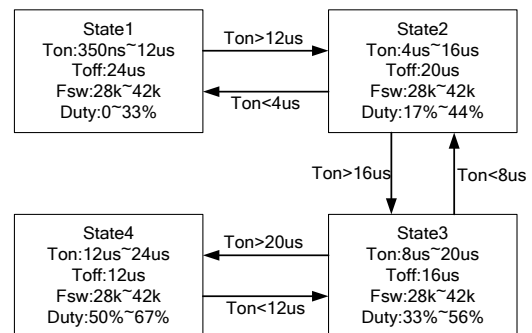 State1
Ton:350ns~12us
Toff:24us
Fsw:28k~42k
Duty:0~33%
Ton>12us
Ton<4us
State2
Ton:4us~16us
Toff:20us
Fsw:28k~42k
Duty:17%~44%
Ton>16us
Ton<8us
State4
Ton:12us~24us
Toff:12us
Fsw:28k~42k
Duty:50%~67%
Ton>20us
Ton<12us
State3
Ton:8us~20us
Toff:16us
Fsw:28k~42k
Duty:33%~56%